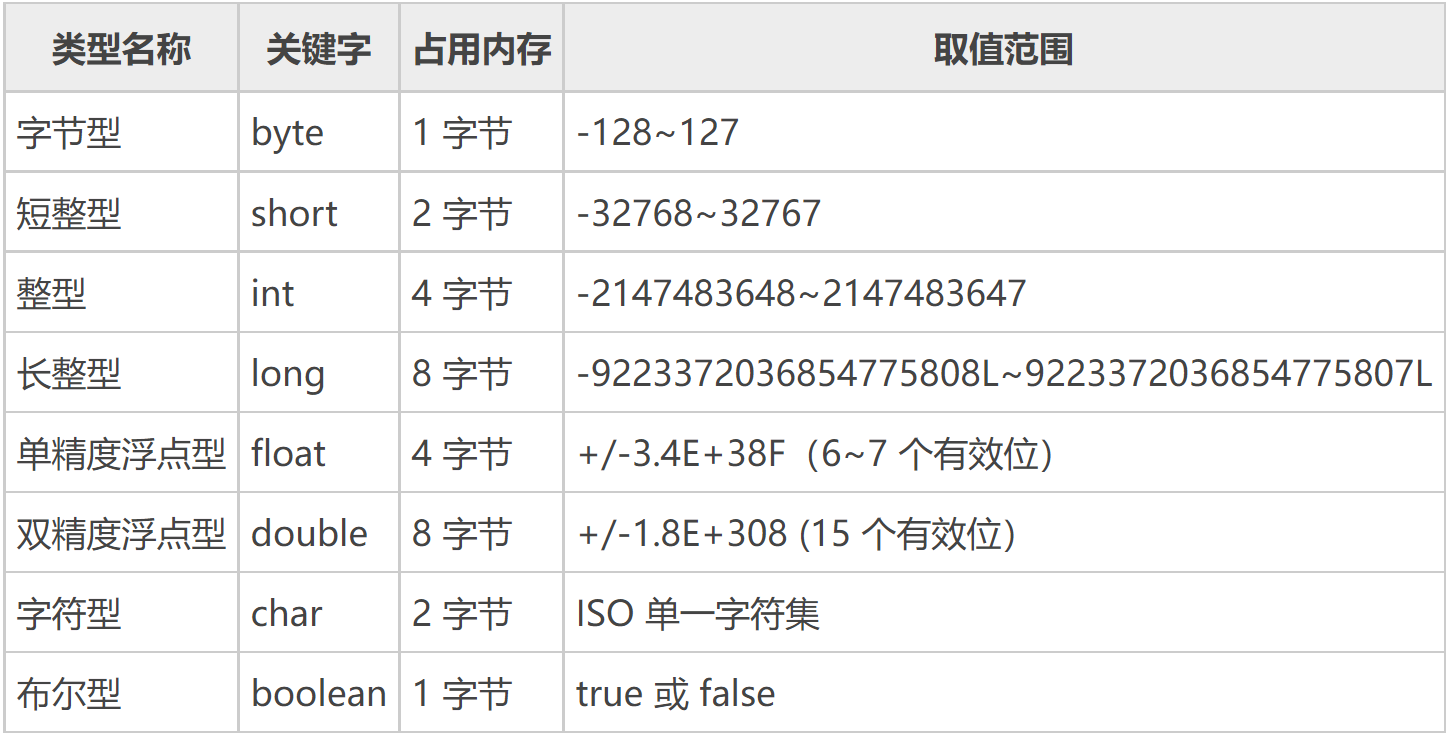 类型名称 关键字 占用内存 取值范围
字节型 byte 1 字节 -128~127
短整型 short 2 字节 -32768~32767
整型 int 4 字节 -2147483648~2147483647
长整型 long 8 字节 -9223372036854775808L~9223372036854775807L
单精度浮点型 float 4 字节 +/-3.4E+38F（6~7 个有效位）
双精度浮点型 double 8 字节 +/-1.8E+308 (15 个有效位）
字符型 char 2 字节 ISO 单一字符集
布尔型 boolean 1 字节 true 或 false